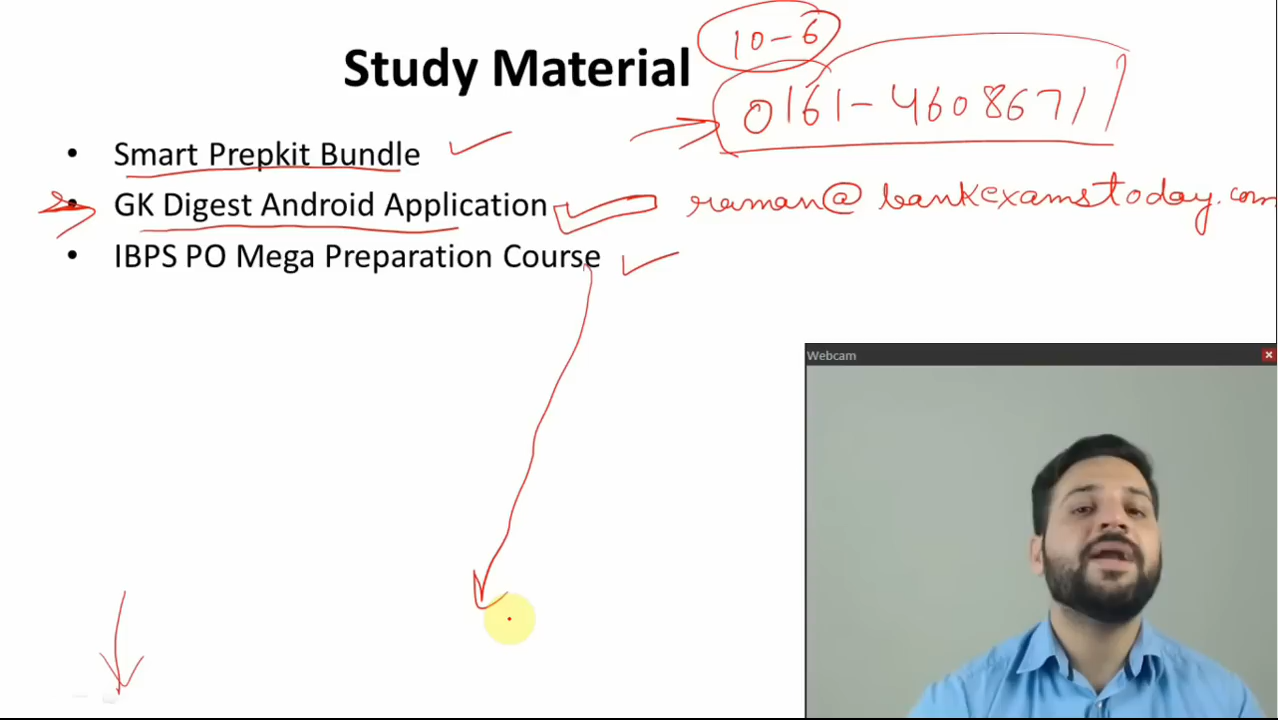 10-6
Study Material
0161-4608671
• Smart Prepkit Bundle
• GK Digest Android Application
raman@bankexamstoday.com
• IBPS PO Mega Preparation Course
Webcam